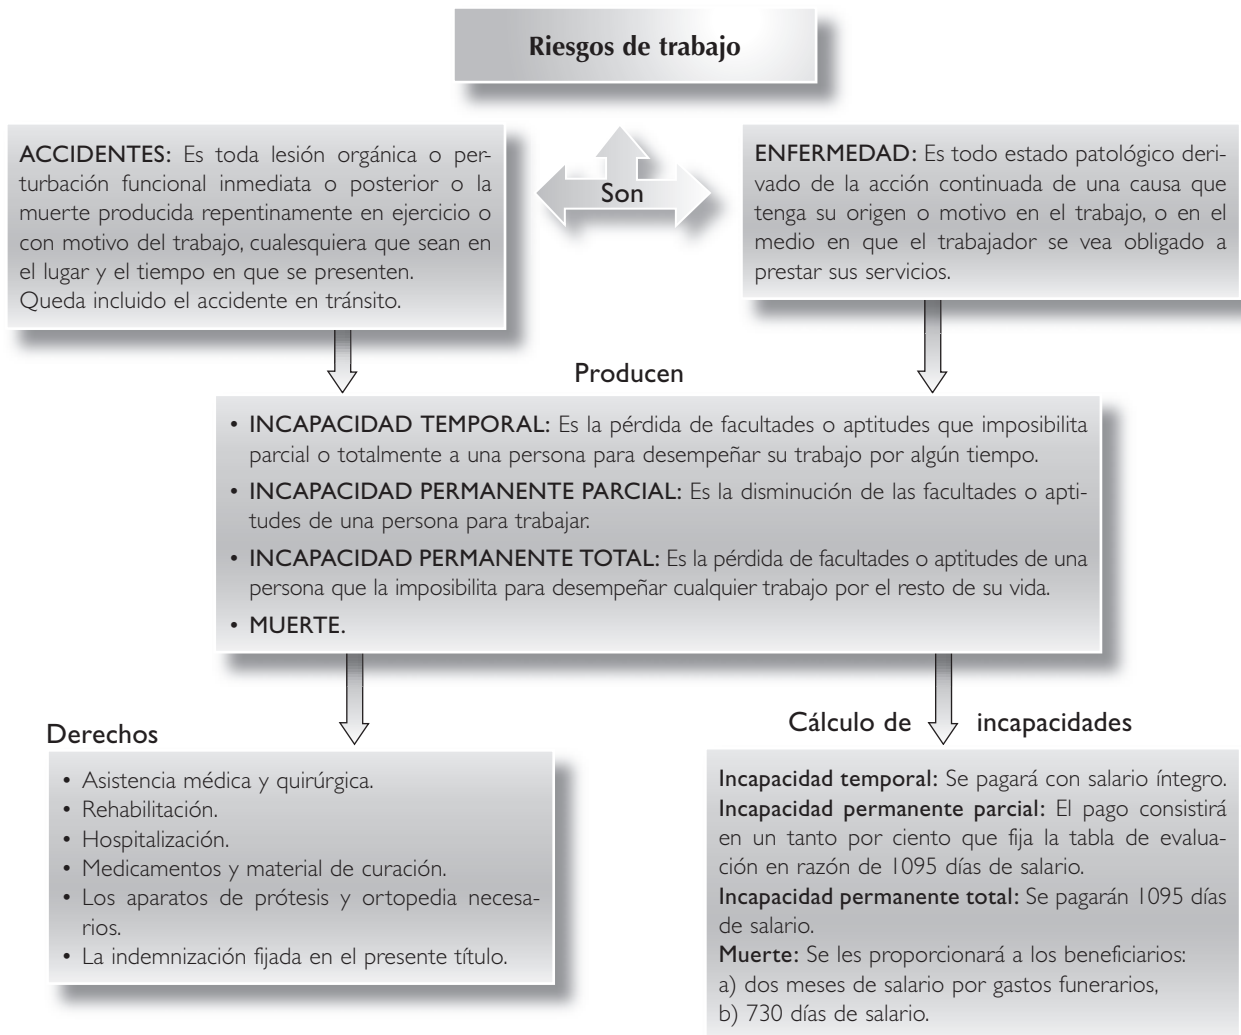 Riesgos de trabajo
ACCIDENTES: Es toda lesión orgánica o per-
turbación funcional inmediata o posterior o la
muerte producida repentinamente en ejercicio o
con motivo del trabajo, cualesquiera que sean en
el lugar y el tiempo en que se presenten.
Queda incluido el accidente en tránsito.
Son
ENFERMEDAD: Es todo estado patológico deri-
vado de la acción continuada de una causa que
tenga su origen o motivo en el trabajo, o en el
medio en que el trabajador se vea obligado a
prestar sus servicios.
Producen
• INCAPACIDAD TEMPORAL: Es la pérdida de facultades o aptitudes que imposibilita
parcial o totalmente a una persona para desempeñar su trabajo por algún tiempo.
• INCAPACIDAD PERMANENTE PARCIAL: Es la disminución de las facultades o apti-
tudes de una persona para trabajar.
• INCAPACIDAD PERMANENTE TOTAL: Es la pérdida de facultades o aptitudes de una
persona que la imposibilita para desempeñar cualquier trabajo por el resto de su vida.
• MUERTE.
Derechos
• Asistencia médica y quirúrgica.
• Rehabilitación.
• Hospitalización.
• Medicamentos y material de curación.
• Los aparatos de prótesis y ortopedia necesa-
rios.
• La indemnización fijada en el presente título.
Cálculo de incapacidades
Incapacidad temporal: Se pagará con salario íntegro.
Incapacidad permanente parcial: El pago consistirá
en un tanto por ciento que fija la tabla de evalua-
ción en razón de 1095 días de salario.
Incapacidad permanente total: Se pagarán 1095 días
de salario.
Muerte: Se les proporcionará a los beneficiarios:
a) dos meses de salario por gastos funerarios,
b) 730 días de salario.